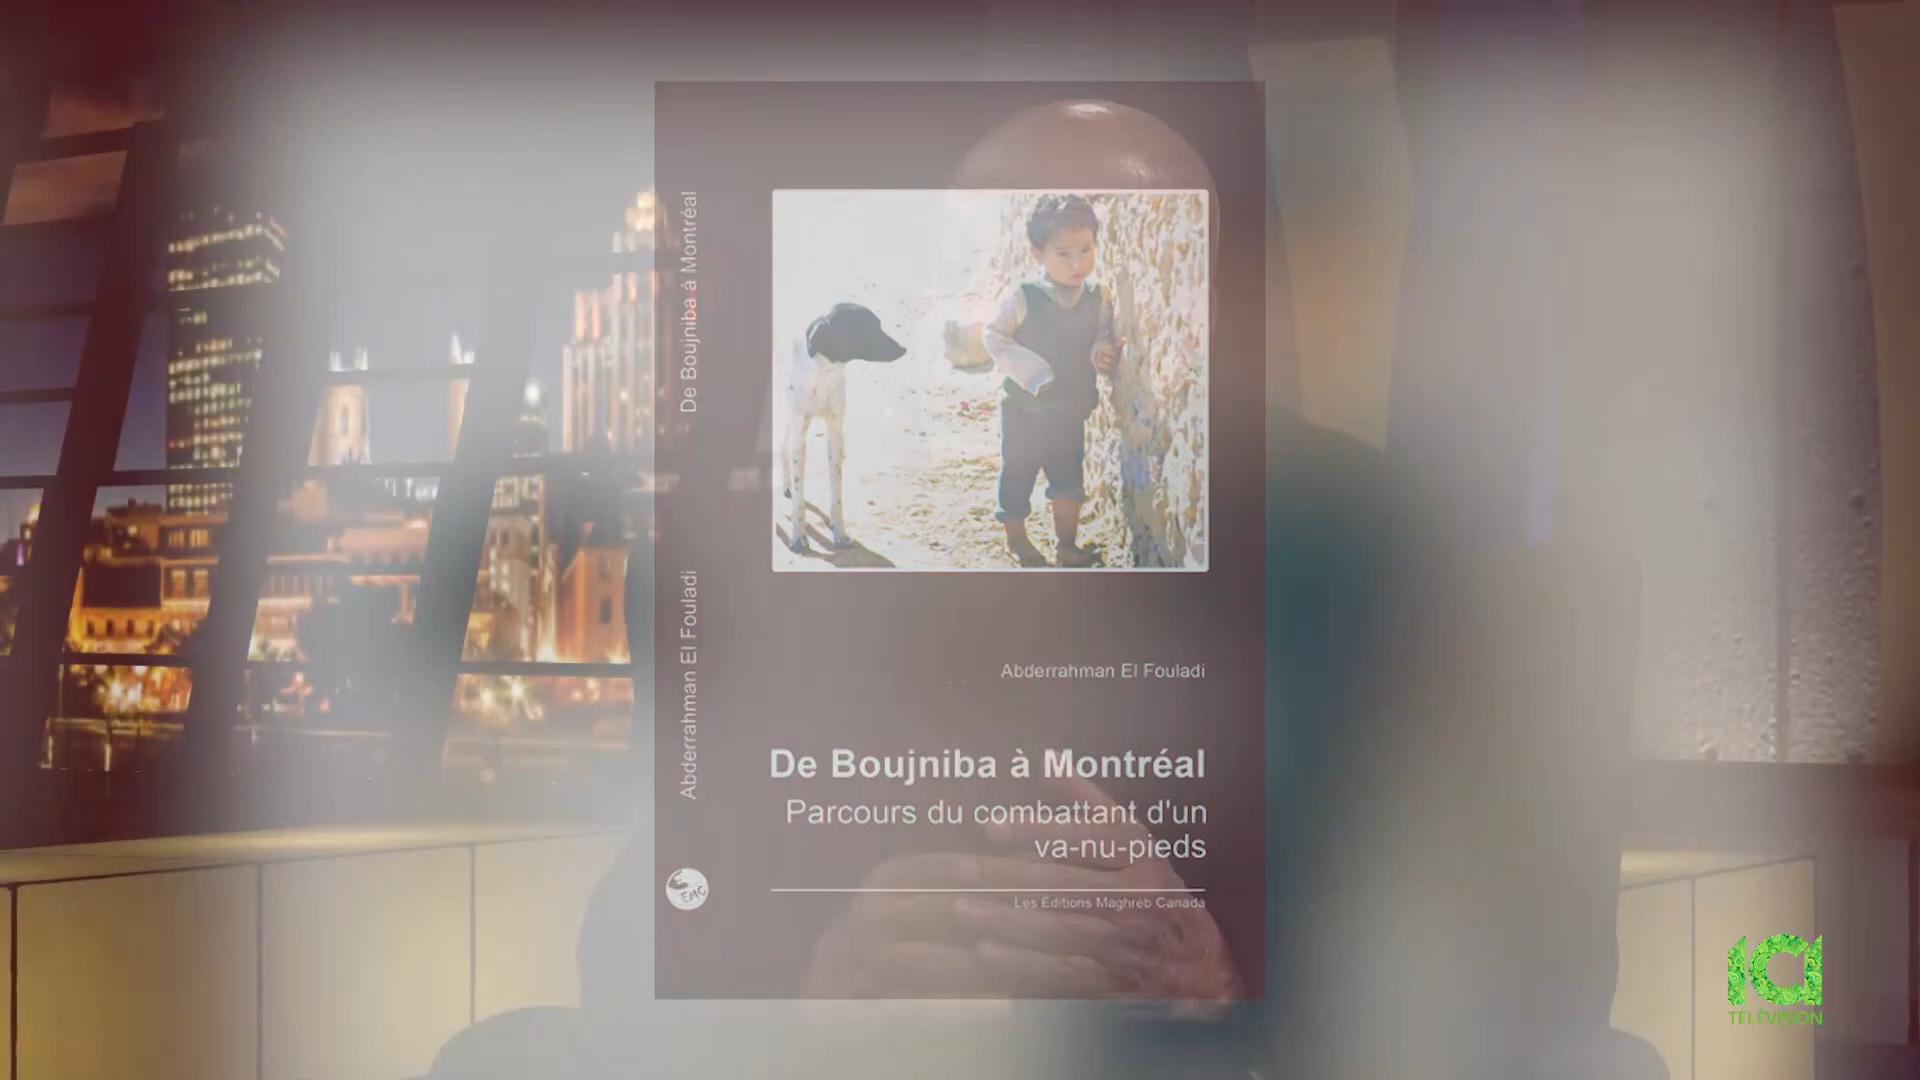 De Boujniba à Montréal
Abderrahman El Fouladi
EMC
Abderrahman El Fouladi
De Boujniba à Montréal
Parcours du combattant d'un
va-nu-pieds
Les Editions Maghreb Canada
ICI
TÉLÉVISION